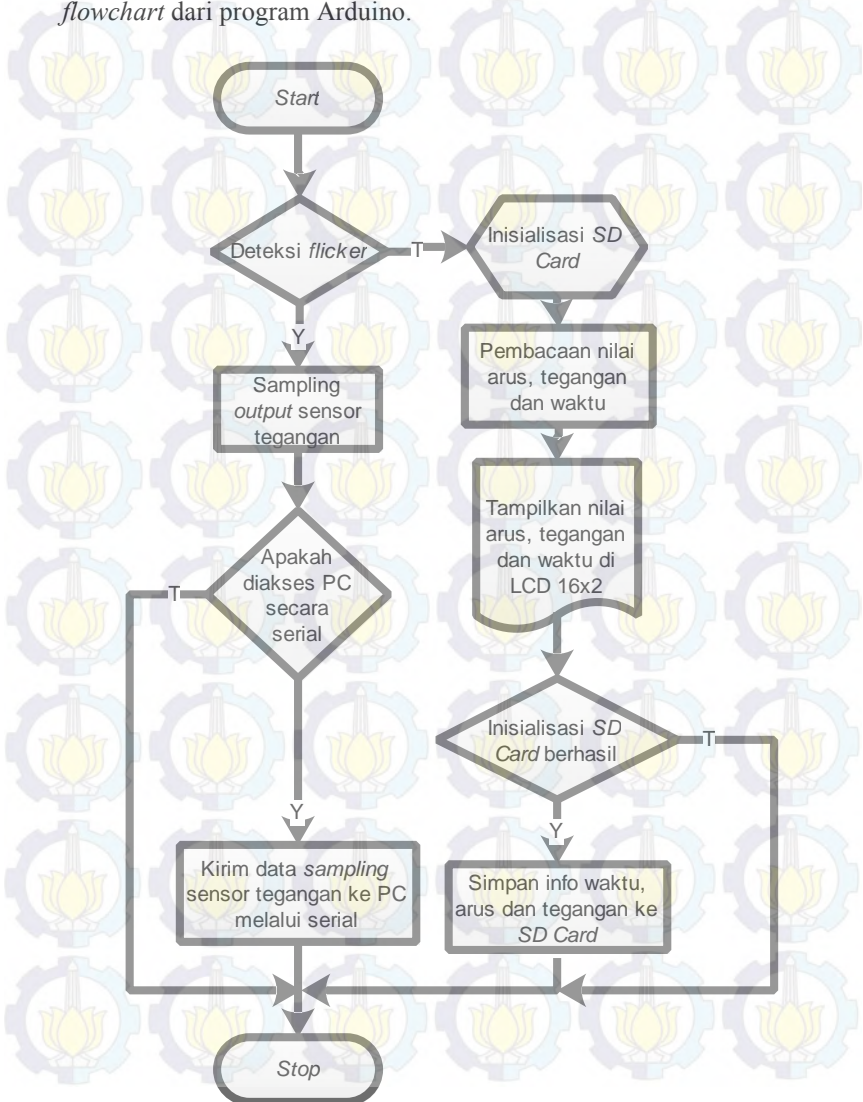 flowchart dari program Arduino.
Start
Deteksi flicker
T
Inisialisasi SD
Card
Y
Sampling
output sensor
tegangan
Pembacaan nilai
arus, tegangan
dan waktu
Tampilkan nilai
arus, tegangan
dan waktu di
LCD 16x2
Apakah
diakses PC
secara
serial
T
Y
Kirim data sampling
sensor tegangan ke PC
melalui serial
Inisialisasi SD
Card berhasil
T
Y
Simpan info waktu,
arus dan tegangan ke
SD Card
Stop